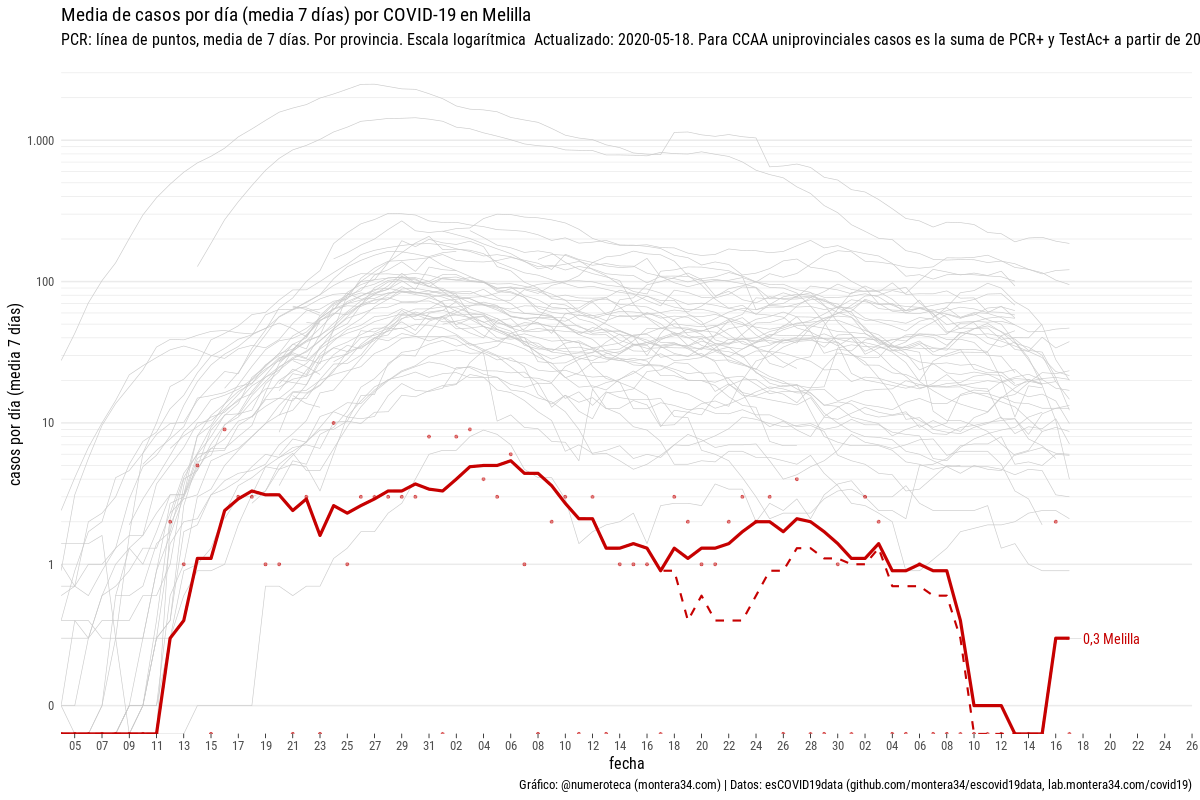 Media de casos por día (media 7 días) por COVID-19 en Melilla
PCR: línea de puntos, media de 7 días. Por provincia. Escala logarítmica  Actualizado: 2020-05-18. Para CCAA uniprovinciales casos es la suma de PCR+ y TestAc+ a partir de 20
casos por día (media 7 días)
1.000
100
10
1
0
0,3 Melilla
05 07 09 11 13 15 17 19 21 23 25 27 29 31 02 04 06 08 10 12 14 16 18 20 22 24 26 28 30 02 04 06 08 10 12 14 16 18 20 22 24 26
fecha
Gráfico: @numeroteca (montera34.com) | Datos: esCOVID19data (github.com/montera34/escovid19data, lab.montera34.com/covid19)